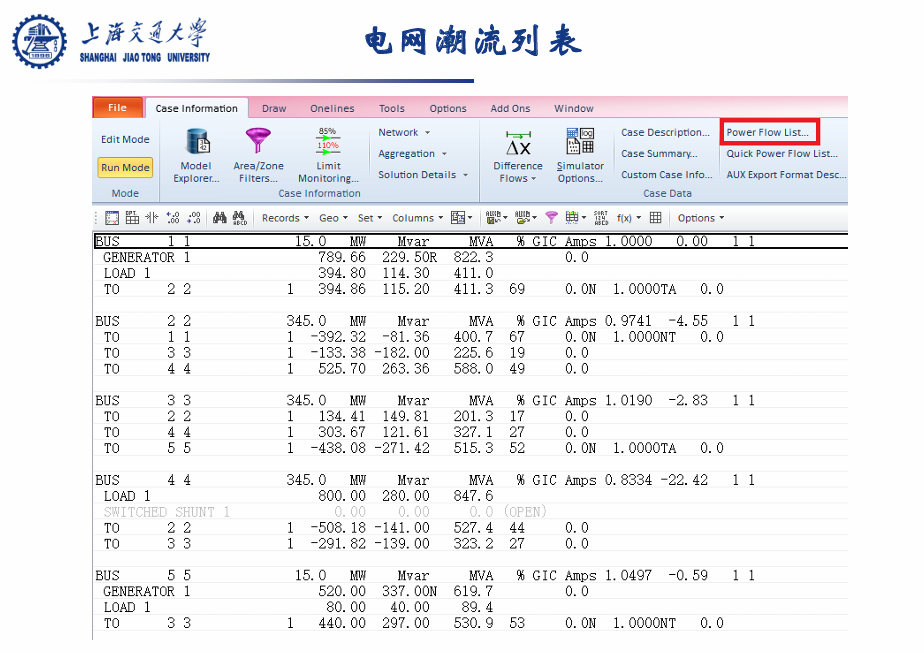 上海交通大学
SHANGHAI JIAO TONG UNIVERSITY
电网潮流列表
File Case Information Draw Onelines Tools Options Add Ons Window
Edit Mode
Run Mode
Mode
Model Explorer...
Area/Zone Filters...
85%
110%
Limit Monitoring...
Network
Aggregation
Solution Details
Case Information
Difference Flows
Simulator Options...
Case Description...
Case Summary...
Custom Case Info...
Power Flow List...
Quick Power Flow List...
AUX Export Format Desc...
Case Data
Records Geo Set Columns f(x) Options
BUS 1 1 15.0 MW Mvar MVA % GIC Amps 1.0000 0.00 1 1
GENERATOR 1 789.66 229.50R 822.3 0.0
LOAD 1 394.80 114.30 411.0
TO 2 2 1 394.86 115.20 411.3 69 0.0N 1.0000TA 0.0
BUS 2 2 345.0 MW Mvar MVA % GIC Amps 0.9741 -4.55 1 1
TO 1 1 1 -392.32 -81.36 400.7 67 0.0N 1.0000NT 0.0
TO 3 3 1 -133.38 -182.00 225.6 19 0.0
TO 4 4 1 525.70 263.36 588.0 49 0.0
BUS 3 3 345.0 MW Mvar MVA % GIC Amps 1.0190 -2.83 1 1
TO 2 2 1 134.41 149.81 201.3 17 0.0
TO 4 4 1 303.67 121.61 327.1 27 0.0
TO 5 5 1 -438.08 -271.42 515.3 52 0.0N 1.0000TA 0.0
BUS 4 4 345.0 MW Mvar MVA % GIC Amps 0.8334 -22.42 1 1
LOAD 1 800.00 280.00 847.6
SWITCHED SHUNT 1 0.00 0.00 0.0 (OPEN)
TO 2 2 1 -508.18 -141.00 527.4 44 0.0
TO 3 3 1 -291.82 -139.00 323.2 27 0.0
BUS 5 5 15.0 MW Mvar MVA % GIC Amps 1.0497 -0.59 1 1
GENERATOR 1 520.00 337.00N 619.7 0.0
LOAD 1 80.00 40.00 89.4
TO 3 3 1 440.00 297.00 530.9 53 0.0N 1.0000NT 0.0